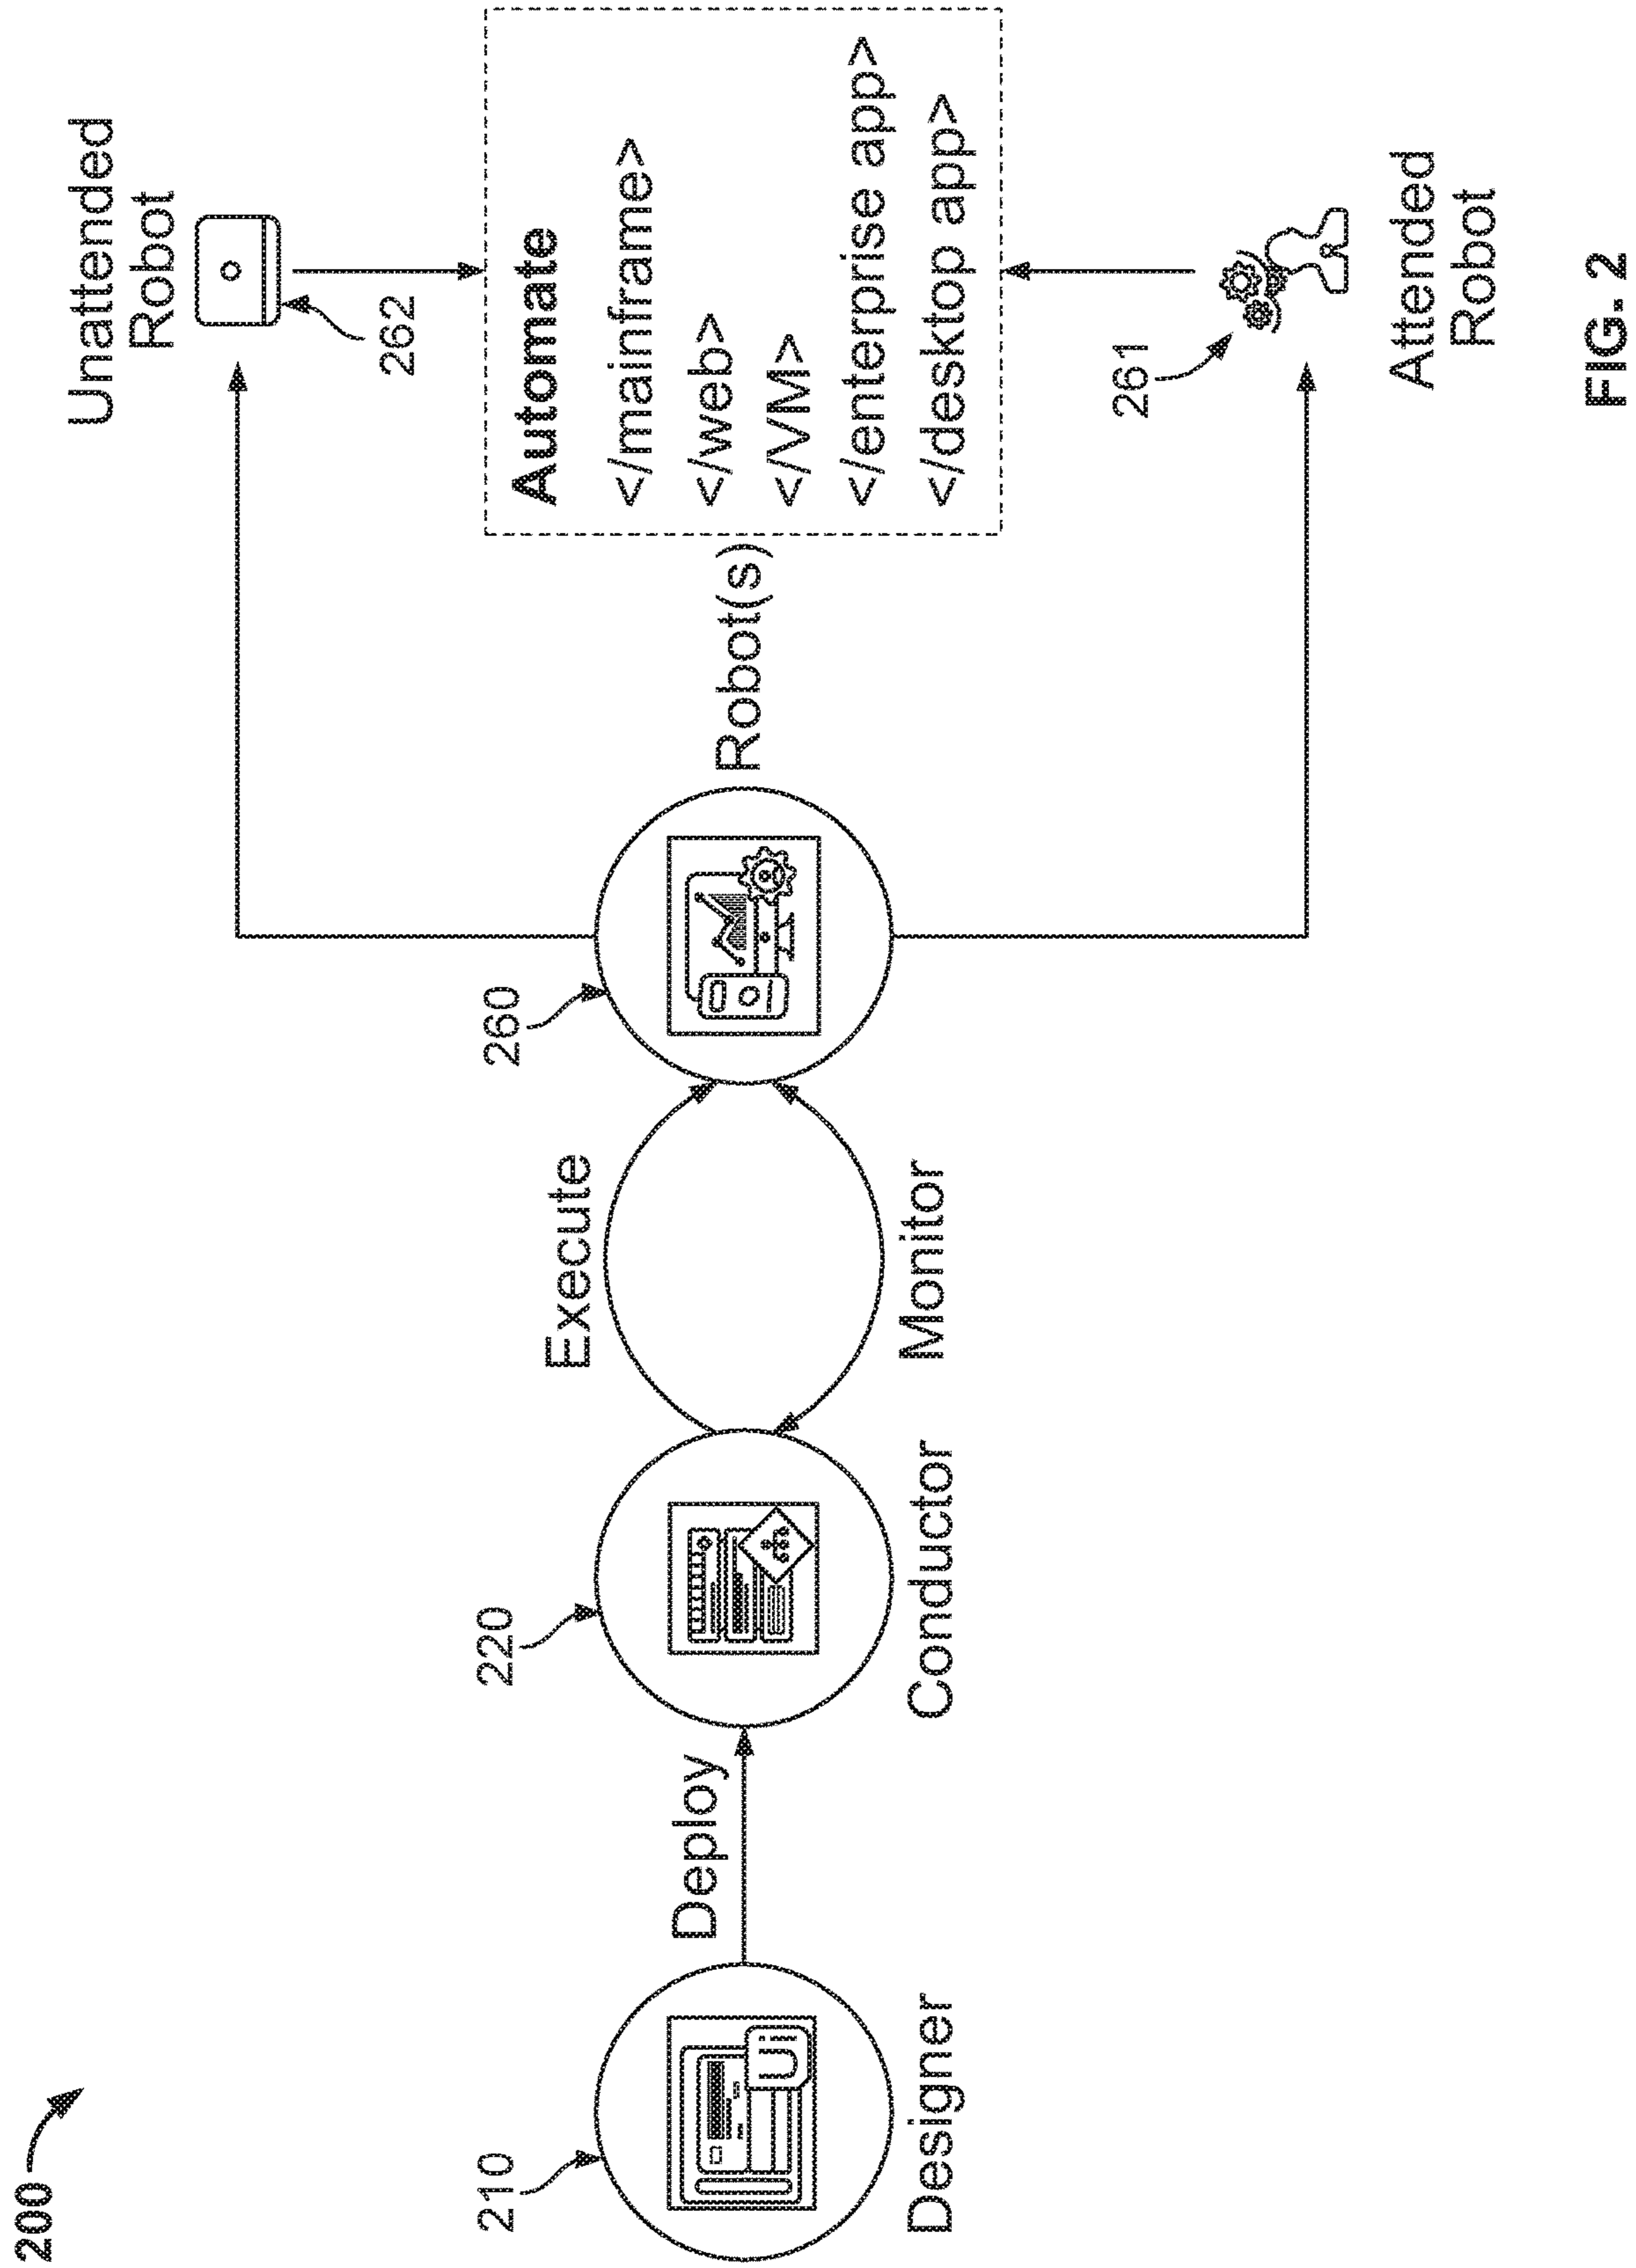 200
210
Designer
Deploy
220
Conductor
Execute
Monitor
260
Robot(s)
Unattended
Robot
262
Automate
</mainframe>
</web>
</VM>
</enterprise app>
</desktop app>
261
Attended
Robot
FIG. 2